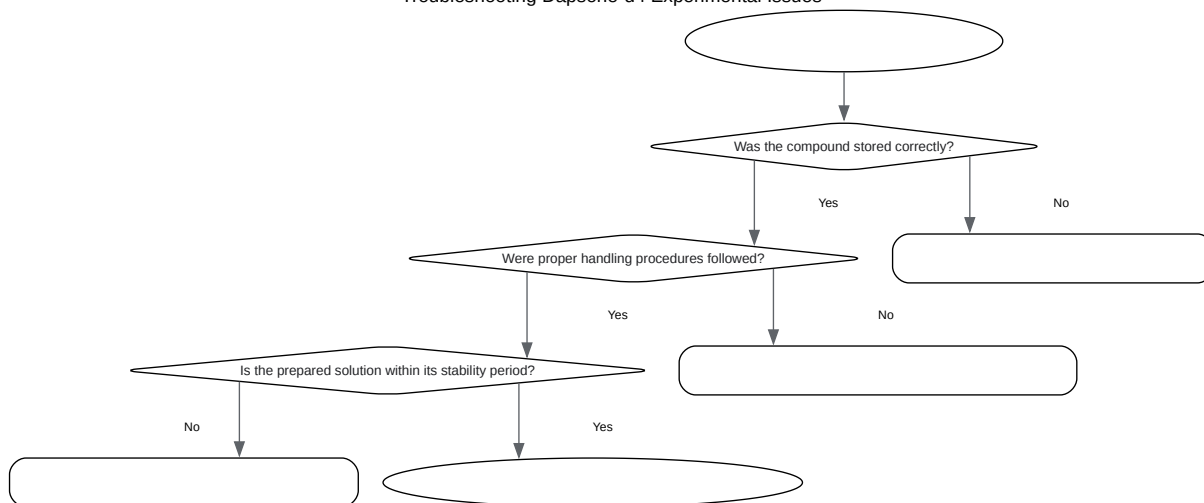 Troubleshooting Dapsone-d4 Experimental Issues
Was the compound stored correctly?
Yes
No
Were proper handling procedures followed?
Yes
No
Is the prepared solution within its stability period?
No
Yes